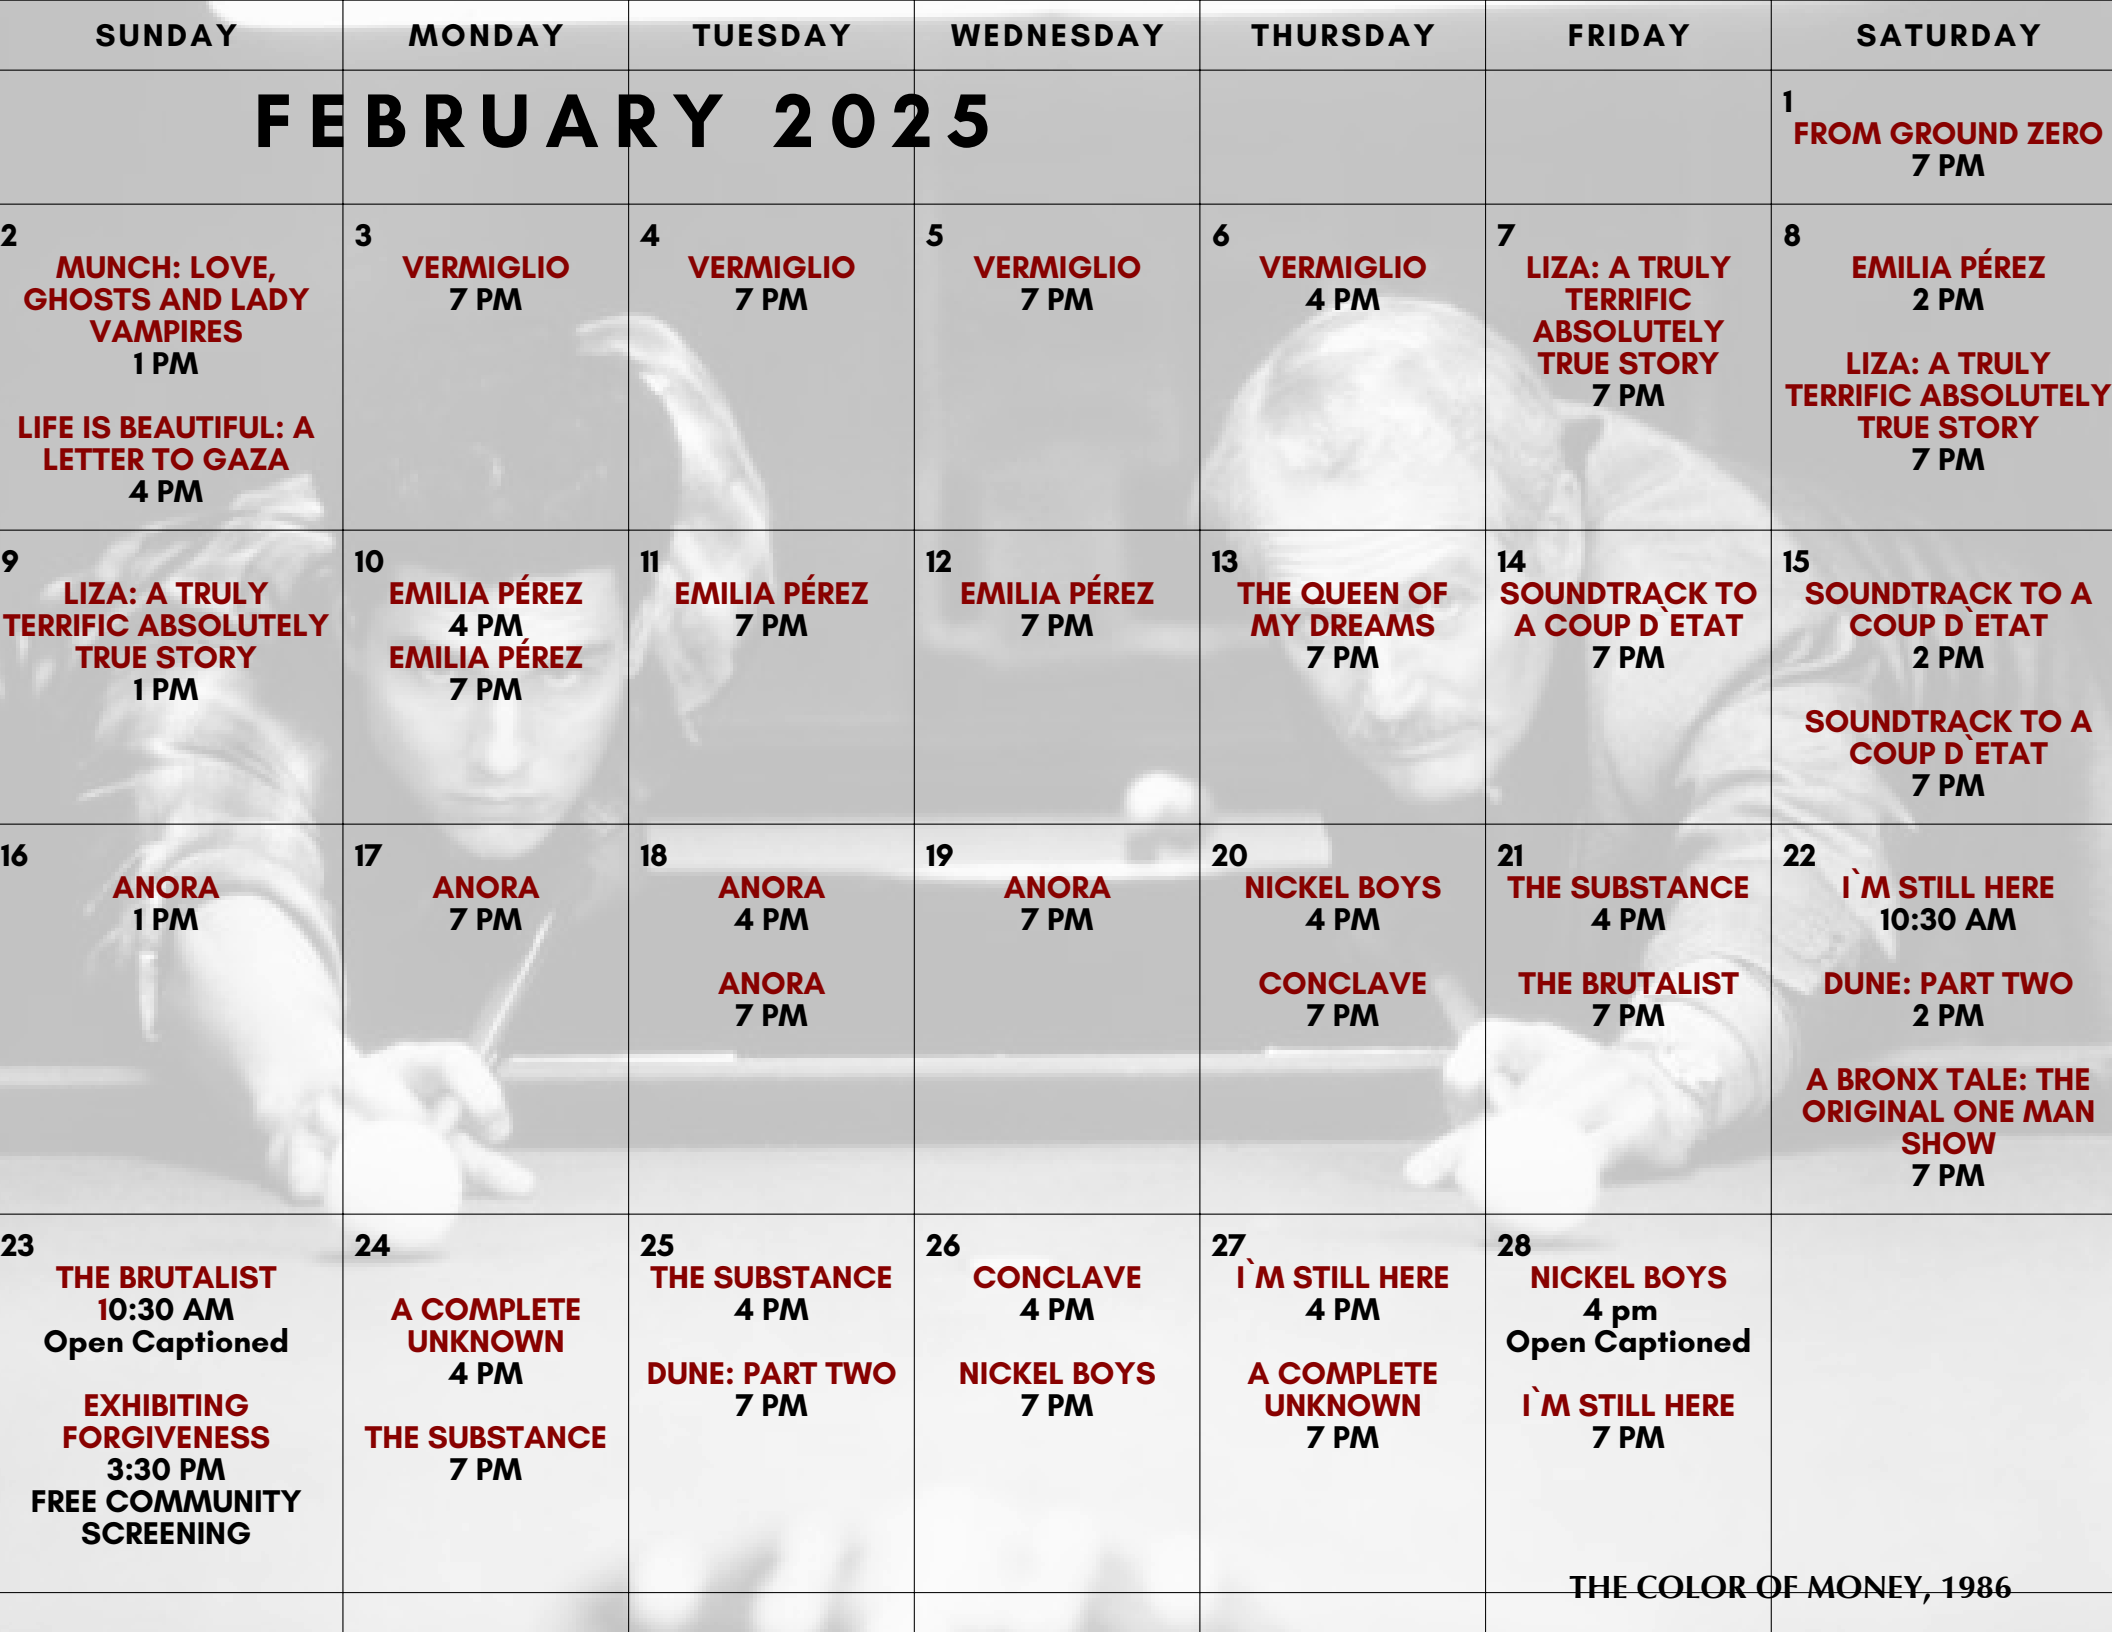 SUNDAY MONDAY TUESDAY WEDNESDAY THURSDAY FRIDAY SATURDAY
FEBRUARY 2025
1
FROM GROUND ZERO
7 PM
2
MUNCH: LOVE,
GHOSTS AND LADY
VAMPIRES
1 PM
LIFE IS BEAUTIFUL: A
LETTER TO GAZA
4 PM
3
VERMIGLIO
7 PM
4
VERMIGLIO
7 PM
5
VERMIGLIO
7 PM
6
VERMIGLIO
4 PM
7
LIZA: A TRULY
TERRIFIC
ABSOLUTELY
TRUE STORY
7 PM
8
EMILIA PÉREZ
2 PM
LIZA: A TRULY
TERRIFIC ABSOLUTELY
TRUE STORY
7 PM
9
LIZA: A TRULY
TERRIFIC ABSOLUTELY
TRUE STORY
1 PM
10
EMILIA PÉREZ
4 PM
EMILIA PÉREZ
7 PM
11
EMILIA PÉREZ
7 PM
12
EMILIA PÉREZ
7 PM
13
THE QUEEN OF
MY DREAMS
7 PM
14
SOUNDTRACK TO
A COUP D`ETAT
7 PM
15
SOUNDTRACK TO A
COUP D`ETAT
2 PM
SOUNDTRACK TO A
COUP D`ETAT
7 PM
16
ANORA
1 PM
17
ANORA
7 PM
18
ANORA
4 PM
ANORA
7 PM
19
ANORA
7 PM
20
NICKEL BOYS
4 PM
CONCLAVE
7 PM
21
THE SUBSTANCE
4 PM
THE BRUTALIST
7 PM
22
I`M STILL HERE
10:30 AM
DUNE: PART TWO
2 PM
A BRONX TALE: THE
ORIGINAL ONE MAN
SHOW
7 PM
23
THE BRUTALIST
10:30 AM
Open Captioned
EXHIBITING
FORGIVENESS
3:30 PM
FREE COMMUNITY
SCREENING
24
A COMPLETE
UNKNOWN
4 PM
THE SUBSTANCE
7 PM
25
THE SUBSTANCE
4 PM
DUNE: PART TWO
7 PM
26
CONCLAVE
4 PM
NICKEL BOYS
7 PM
27
I`M STILL HERE
4 PM
A COMPLETE
UNKNOWN
7 PM
28
NICKEL BOYS
4 pm
Open Captioned
I`M STILL HERE
7 PM
THE COLOR OF MONEY, 1986